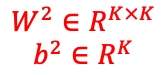 W² ∈ R^{K×K}
b² ∈ R^K